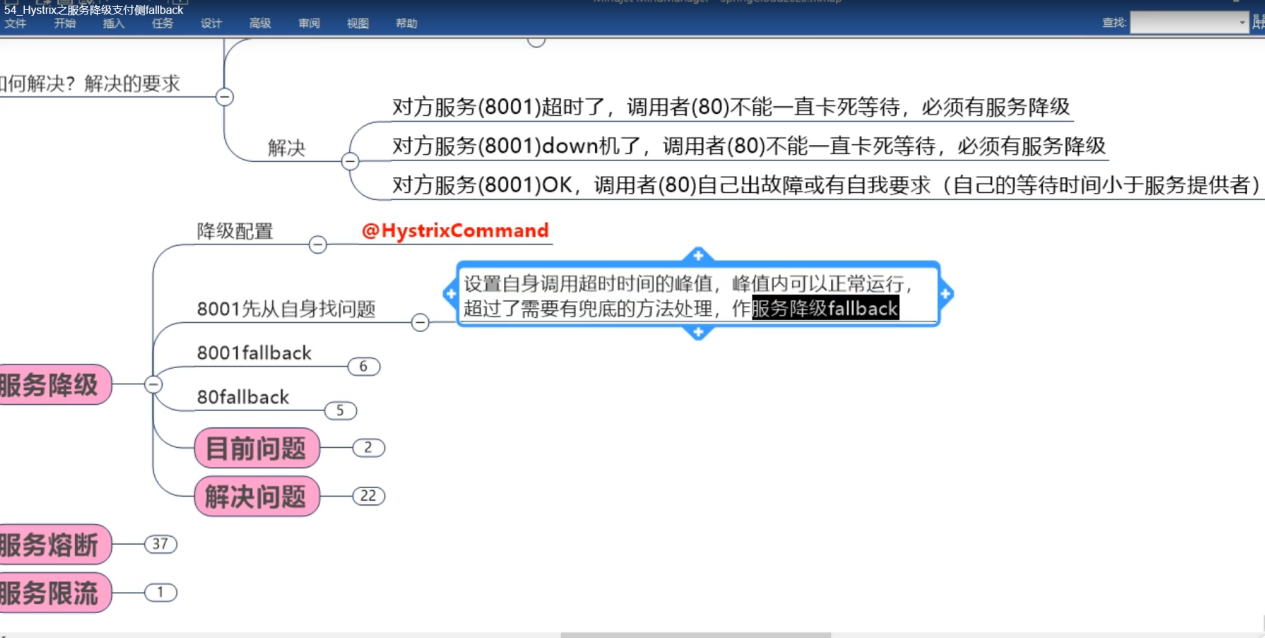 54_Hystrix之服务降级支付侧fallback
文件 开始 插入 任务 设计 高级 审阅 视图 帮助
查找:
如何解决？解决的要求
对方服务(8001)超时了，调用者(80)不能一直卡死等待，必须有服务降级
解决
对方服务(8001)down机了，调用者(80)不能一直卡死等待，必须有服务降级
对方服务(8001)OK，调用者(80)自己出故障或有自我要求（自己的等待时间小于服务提供者）
降级配置
@HystrixCommand
设置自身调用超时时间的峰值，峰值内可以正常运行，
超过了需要有兜底的方法处理，作服务降级fallback
8001先从自身找问题
8001fallback
6
80fallback
5
服务降级
目前问题
2
解决问题
22
服务熔断
37
服务限流
1